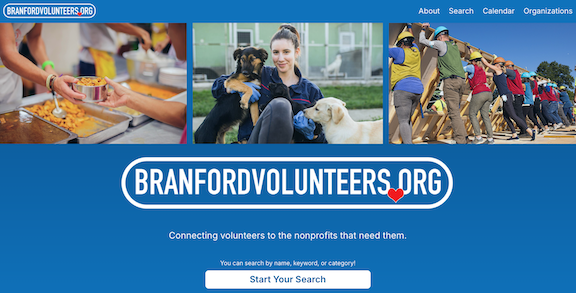 BRANFORDVOLUNTEERS.ORG
About Search Calendar Organizations
BRANFORDVOLUNTEERS.ORG
Connecting volunteers to the nonprofits that need them.
You can search by name, keyword, or category!
Start Your Search